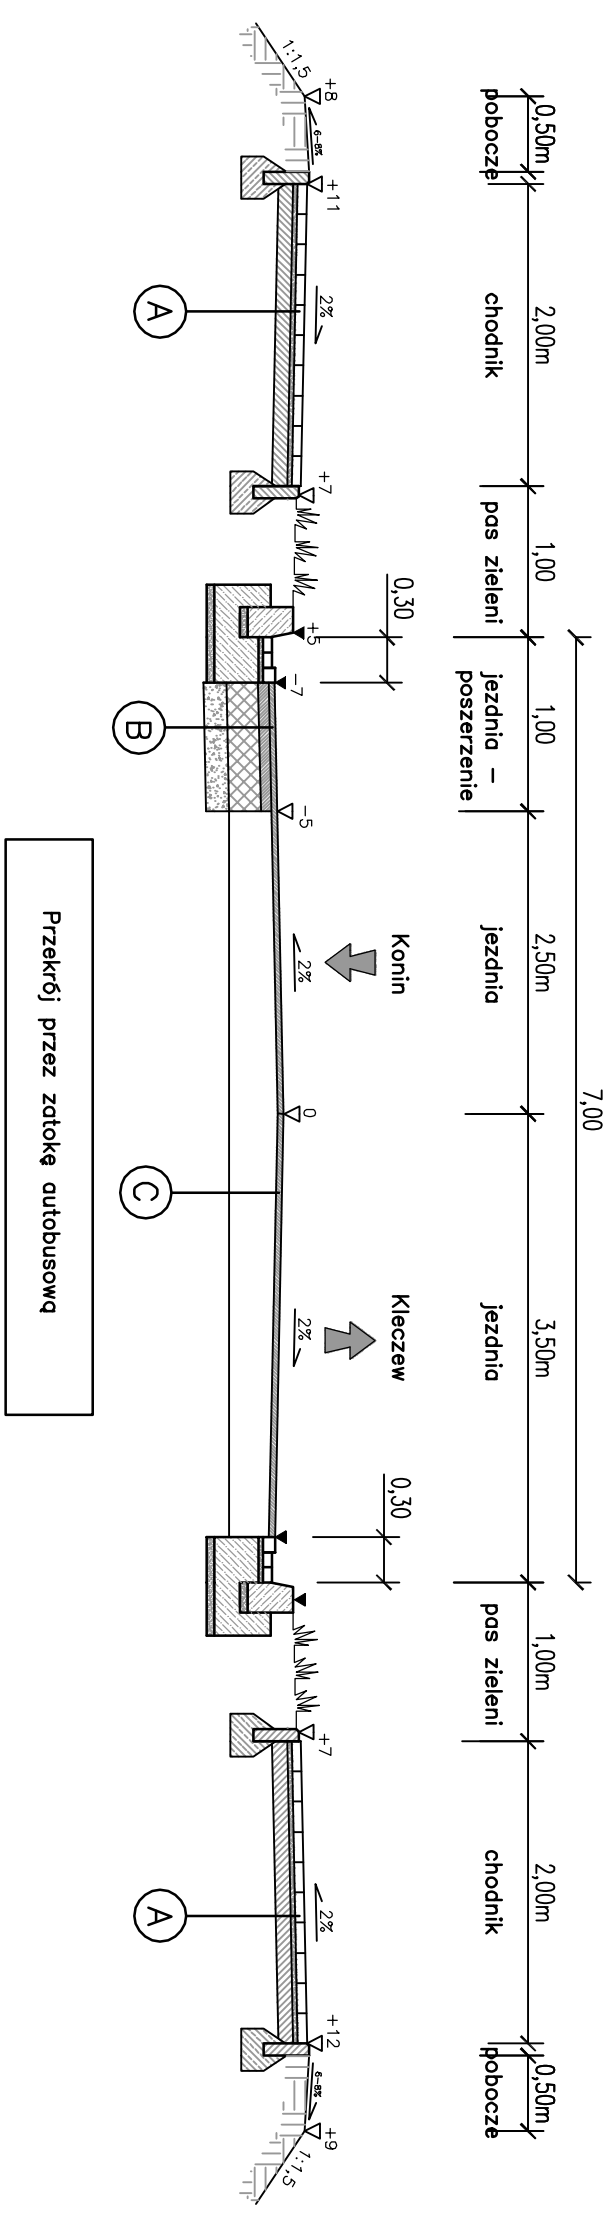 7,00
0,50m
2,00m
1,00
1,00
2,50m
3,50m
1,00m
2,00m
0,50m
pobocze
chodnik
pas zieleni
jezdnia –
poszerzenie
jezdnia
jezdnia
pas zieleni
chodnik
pobocze
0,30
Konin
Kleczew
0,30
1:1,5
+8
6-8%
+11
2%
+7
+5
-7
-5
2%
0
2%
+7
2%
+12
6-8%
+9
1:1,5
A
B
C
A
Przekrój przez zatokę autobusową